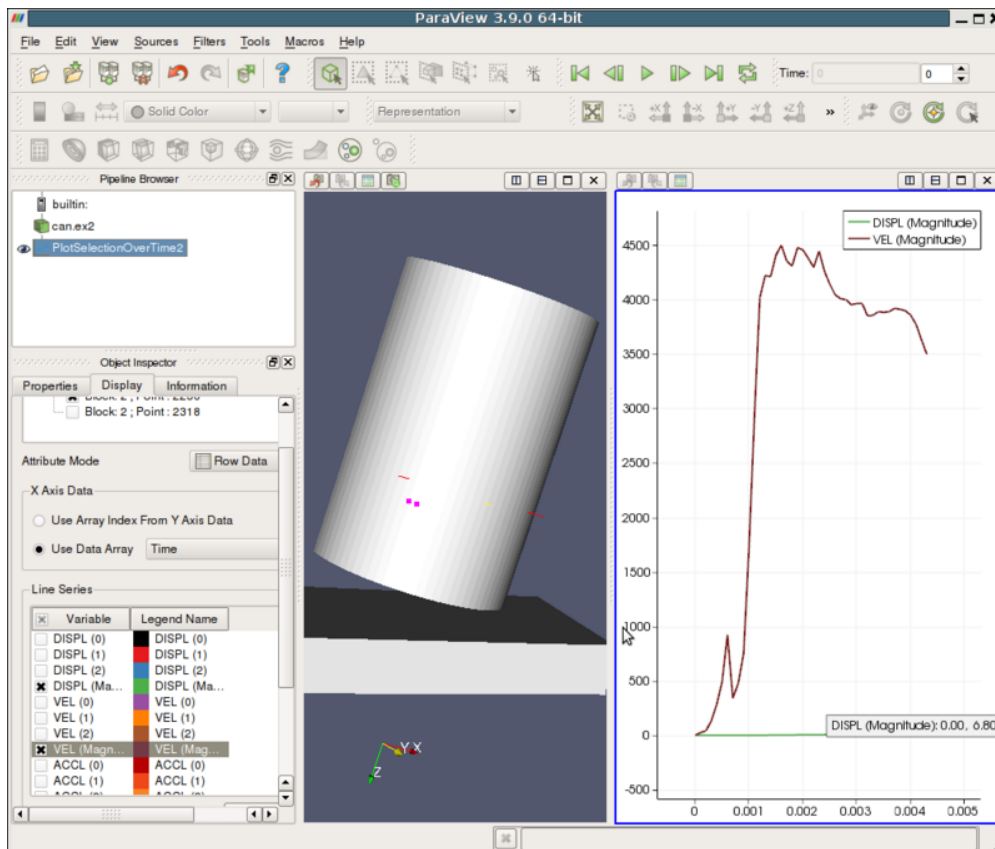 ParaView 3.9.0 64-bit
File Edit View Sources Filters Tools Macros Help
Time: 0 0
Solid Color Representation
+X -X +Y -Y +Z »
Pipeline Browser
builtin:
can.ex2
PlotSelectionOverTime2
Object Inspector
Properties Display Information
Block: 2 ; Point : 2318
Attribute Mode Row Data
X Axis Data
Use Array Index From Y Axis Data
Use Data Array Time
Line Series
Variable Legend Name
DISPL (0) DISPL (0)
DISPL (1) DISPL (1)
DISPL (2) DISPL (2)
DISPL (Ma... DISPL (Ma...
VEL (0) VEL (0)
VEL (1) VEL (1)
VEL (2) VEL (2)
VEL (Magn... VEL (Mag...
ACCL (0) ACCL (0)
ACCL (1) ACCL (1)
Y X
Z
DISPL (Magnitude)
VEL (Magnitude)
4500
4000
3500
3000
2500
2000
1500
1000
500
0
-500
DISPL (Magnitude): 0.00, 6.80
0 0.001 0.002 0.003 0.004 0.005